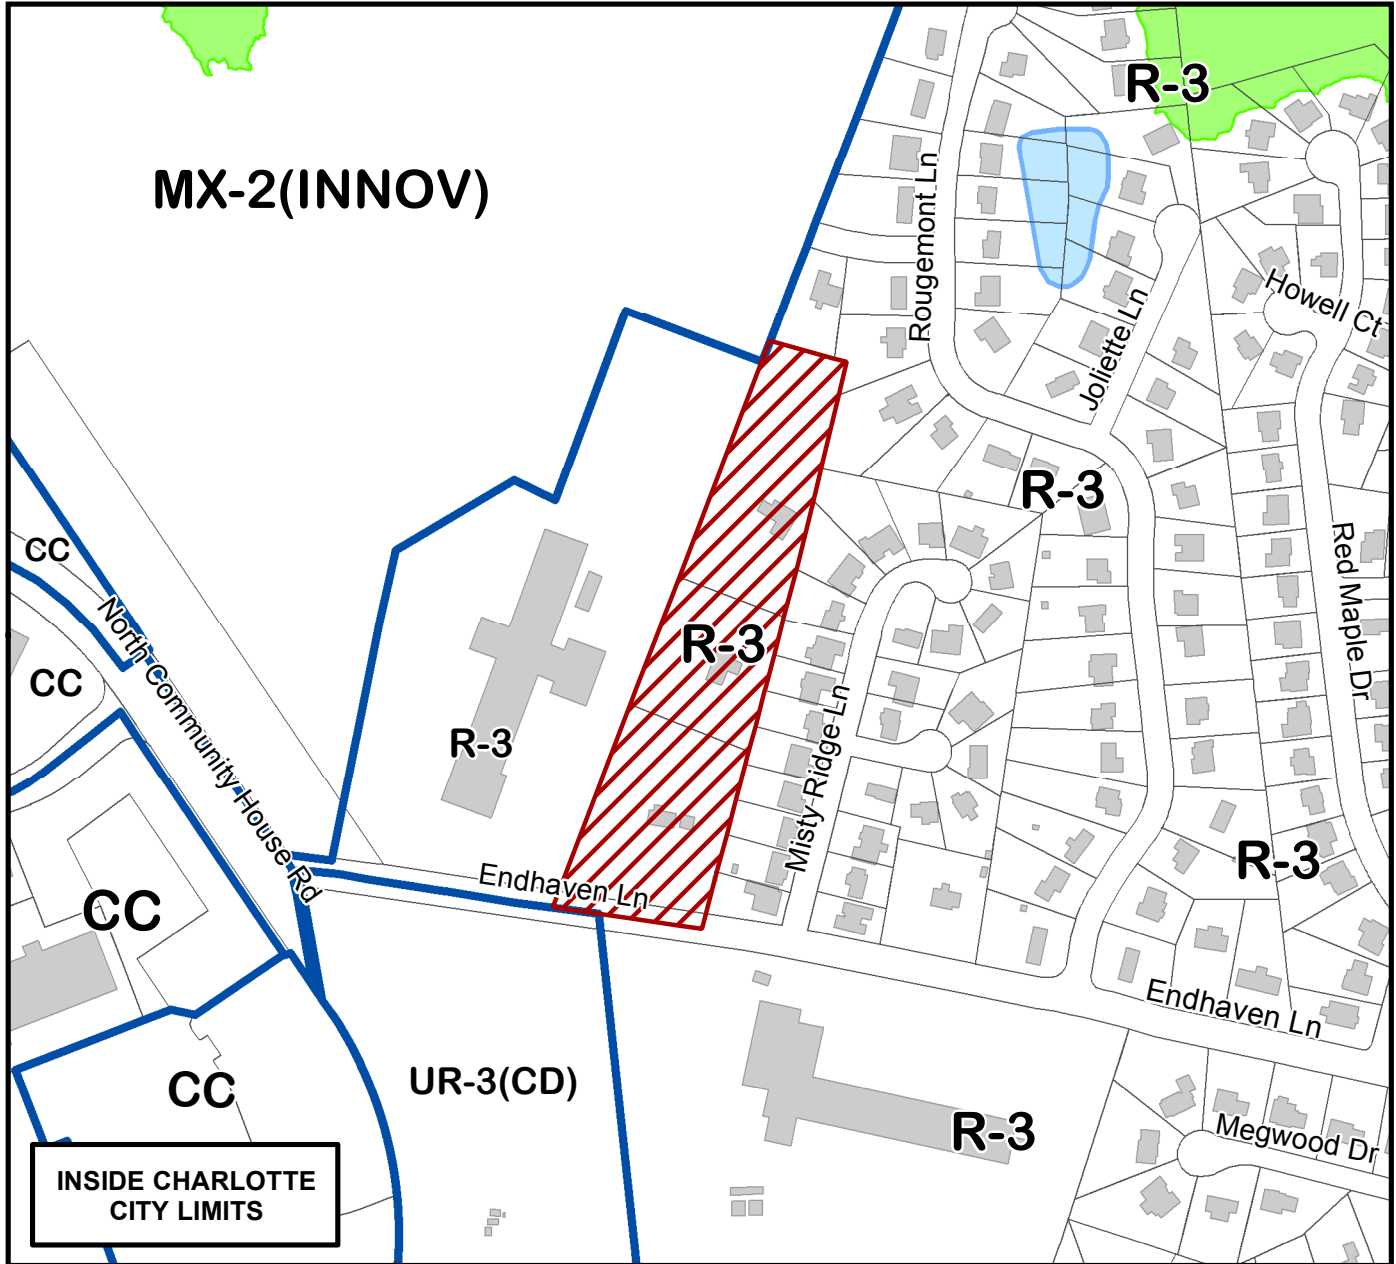 R-3
MX-2(INNOV)
Rougemont Ln
Howell Ct
Joliette Ln
R-3
CC
Red Maple Dr
North Community House Rd
R-3
CC
R-3
Misty Ridge Ln
R-3
Endhaven Ln
CC
Endhaven Ln
UR-3(CD)
CC
R-3
Megwood Dr
INSIDE CHARLOTTE
CITY LIMITS